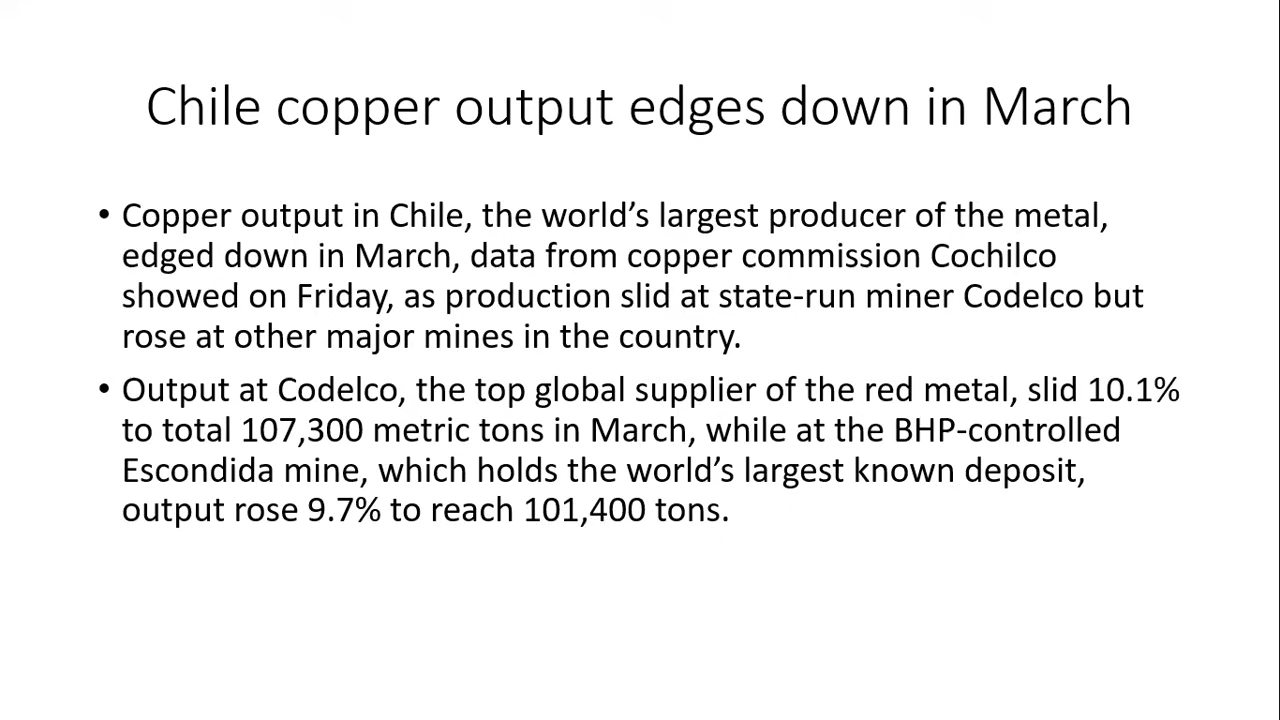 Chile copper output edges down in March
• Copper output in Chile, the world’s largest producer of the metal,
edged down in March, data from copper commission Cochilco
showed on Friday, as production slid at state-run miner Codelco but
rose at other major mines in the country.
• Output at Codelco, the top global supplier of the red metal, slid 10.1%
to total 107,300 metric tons in March, while at the BHP-controlled
Escondida mine, which holds the world’s largest known deposit,
output rose 9.7% to reach 101,400 tons.